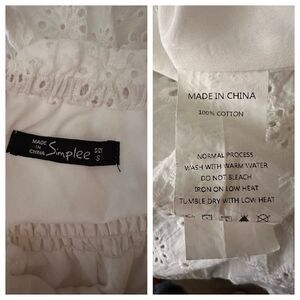 MADE
IN
CHINA
Simplee
SIZE
S
MADE IN CHINA
100% COTTON
NORMAL PROCESS
WASH WITH WARM WATER
DO NOT BLEACH
IRON ON LOW HEAT
TUMBLE DRY WITH LOW HEAT